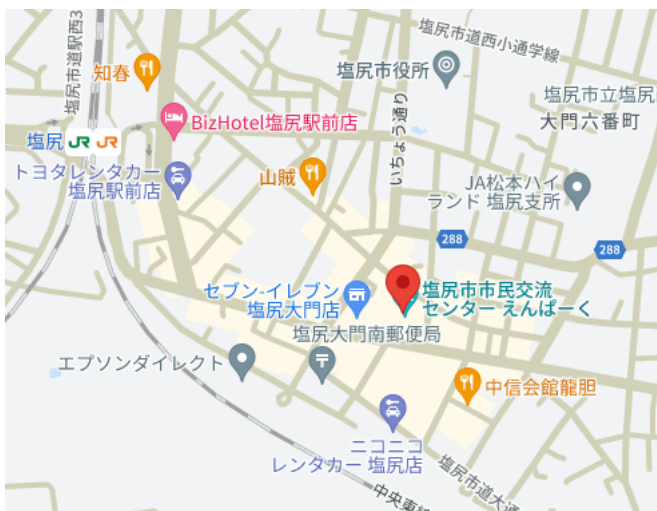 塩尻市道駅西3
知春
塩尻市道西小通学線
塩尻市役所
BizHotel塩尻駅前店
いちょう通り
塩尻市立塩尻
大門六番町
塩尻 JR JR
トヨタレンタカー
塩尻駅前店
山賊
JA松本ハイ
ランド 塩尻支所
288
288
セブン-イレブン
塩尻大門店
塩尻市市民交流
センター えんぱーく
塩尻大門南郵便局
エプソンダイレクト
中信会館龍胆
ニコニコ
レンタカー 塩尻店
塩尻市道大通
中央東線